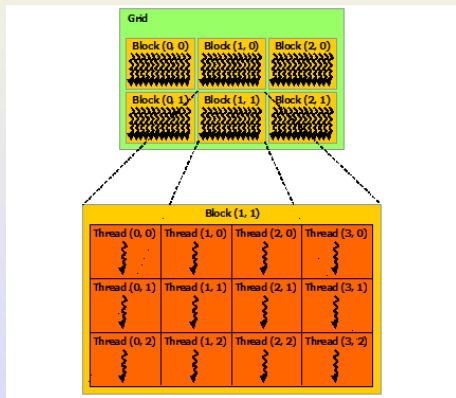 Grid
Block (0, 0) Block (1, 0) Block (2, 0)
Block (0, 1) Block (1, 1) Block (2, 1)
Block (1, 1)
Thread (0, 0) Thread (1, 0) Thread (2, 0) Thread (3, 0)
Thread (0, 1) Thread (1, 1) Thread (2, 1) Thread (3, 1)
Thread (0, 2) Thread (1, 2) Thread (2, 2) Thread (3, 2)